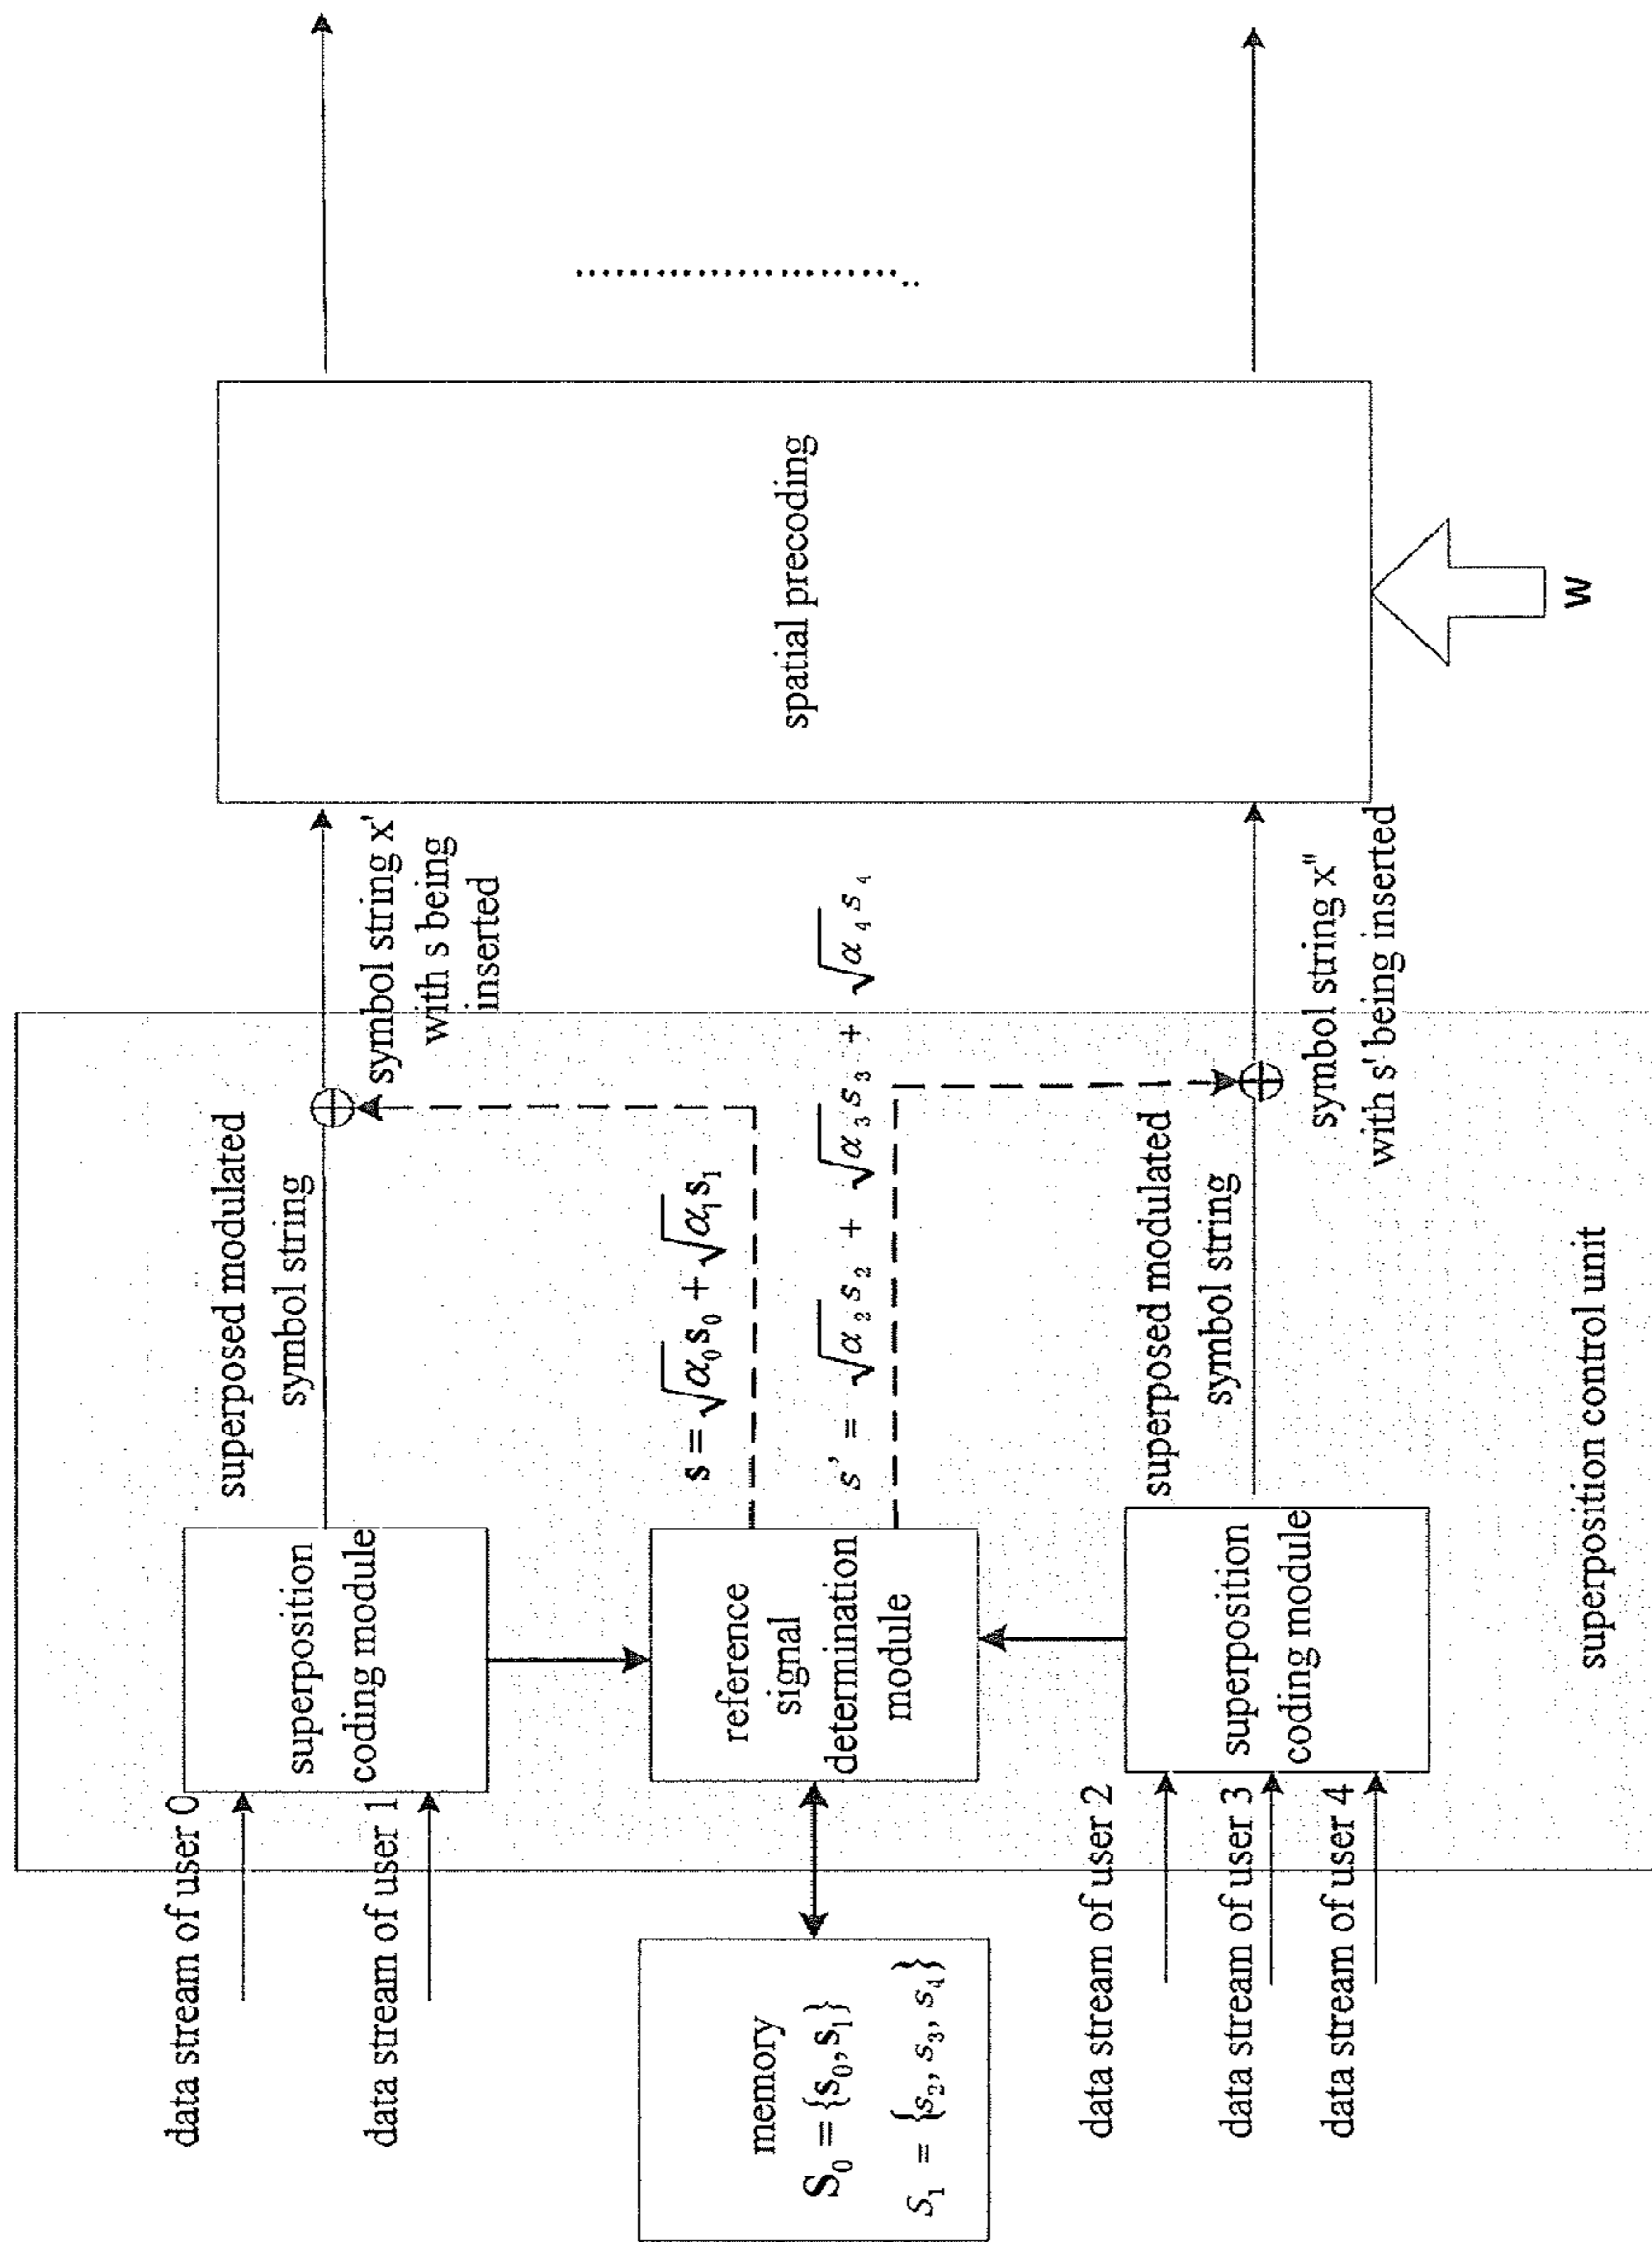 data stream of user 0
data stream of user 1
superposition
coding module
superposed modulated
symbol string
symbol string x'
with s being
inserted
memory
S₀ = {s₀, s₁}
S₁ = {s₂, s₃, s₄}
reference
signal
determination
module
s = √α₀ s₀ + √α₁ s₁
s' = √α₂ s₂ + √α₃ s₃ + √α₄ s₄
spatial precoding
data stream of user 2
data stream of user 3
data stream of user 4
superposition
coding module
superposed modulated
symbol string
symbol string x"
with s' being inserted
W
superposition control unit